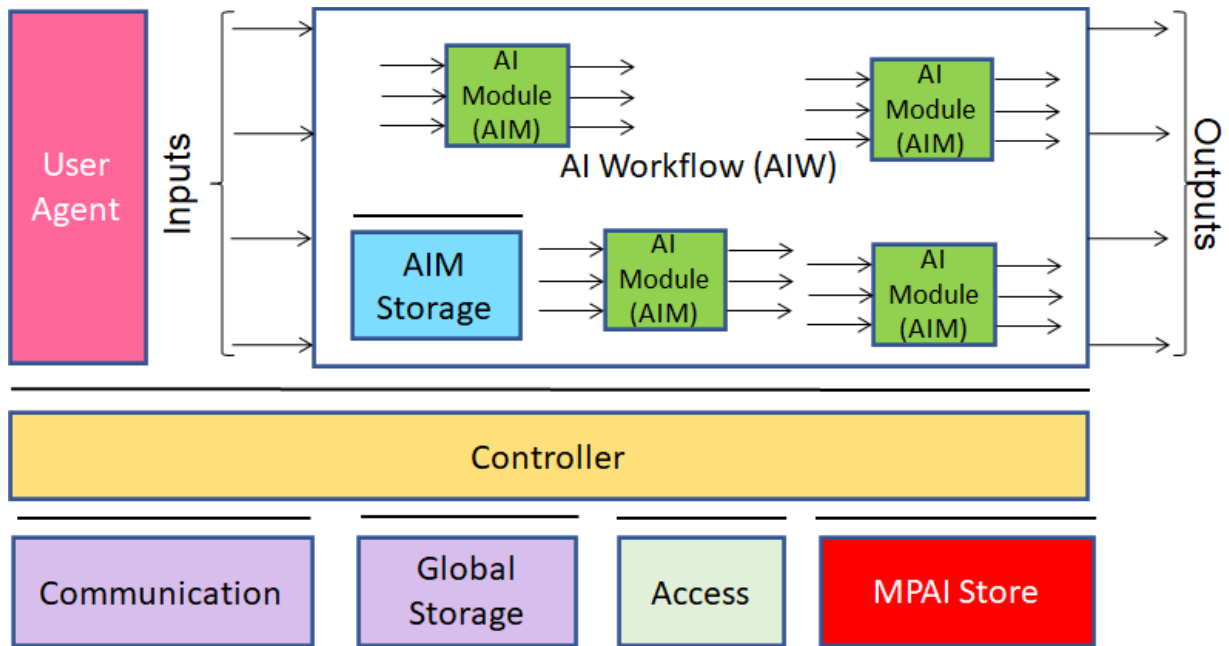 User
Agent
Inputs
AI
Module
(AIM)
AI
Module
(AIM)
AI Workflow (AIW)
AIM
Storage
AI
Module
(AIM)
AI
Module
(AIM)
Outputs
Controller
Communication
Global
Storage
Access
MPAI Store